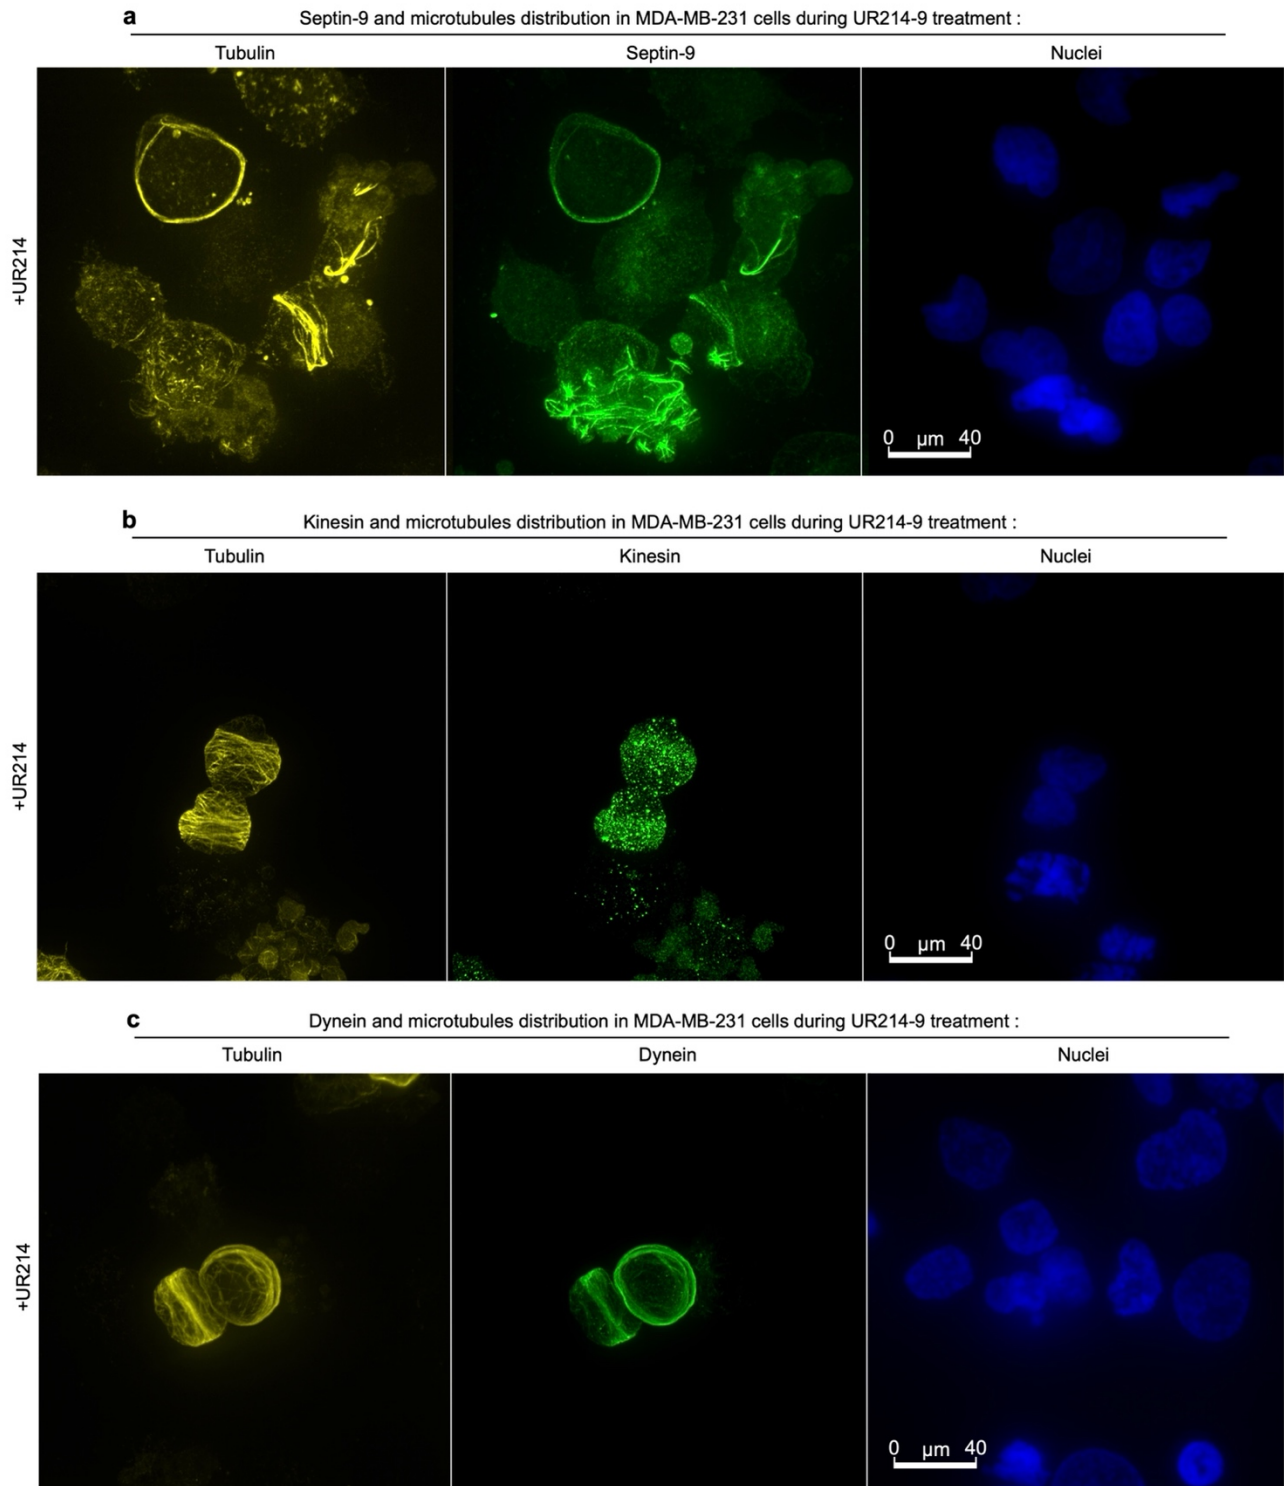 a
Septin-9 and microtubules distribution in MDA-MB-231 cells during UR214-9 treatment :
Tubulin
Septin-9
Nuclei
+UR214
0 µm 40
b
Kinesin and microtubules distribution in MDA-MB-231 cells during UR214-9 treatment :
Tubulin
Kinesin
Nuclei
+UR214
0 µm 40
c
Dynein and microtubules distribution in MDA-MB-231 cells during UR214-9 treatment :
Tubulin
Dynein
Nuclei
+UR214
0 µm 40